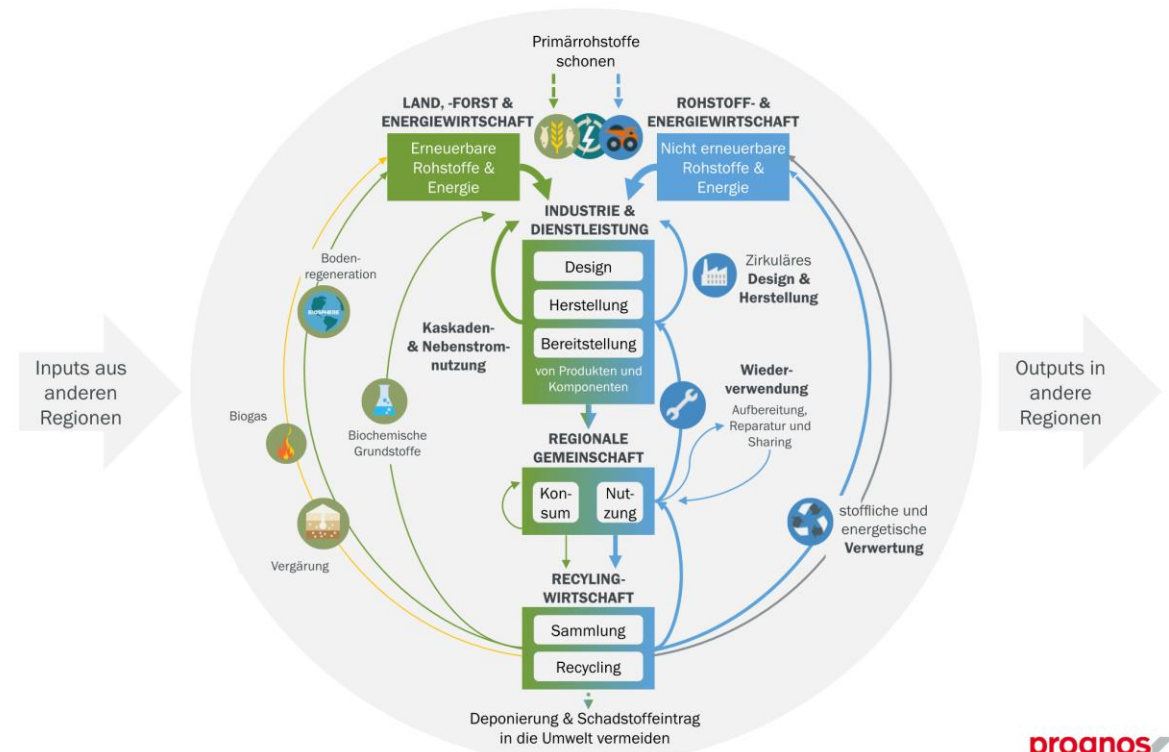 Primärrohstoffe
schonen
LAND, -FORST &
ENERGIEWIRTSCHAFT
ROHSTOFF- &
ENERGIEWIRTSCHAFT
Erneuerbare
Rohstoffe &
Energie
Nicht erneuerbare
Rohstoffe &
Energie
INDUSTRIE &
DIENSTLEISTUNG
Design
Herstellung
Bereitstellung
von Produkten und
Komponenten
Zirkuläres
Design &
Herstellung
Boden-
regeneration
BIOSPHERE
Kaskaden-
& Nebenstrom-
nutzung
Inputs aus
anderen
Regionen
Outputs in
andere
Regionen
Wieder-
verwendung
Aufbereitung,
Reparatur und
Sharing
Biogas
Biochemische
Grundstoffe
REGIONALE
GEMEINSCHAFT
Kon-
sum
Nut-
zung
stoffliche und
energetische
Verwertung
Vergärung
RECYLING-
WIRTSCHAFT
Sammlung
Recycling
Deponierung & Schadstoffeintrag
in die Umwelt vermeiden
prognos